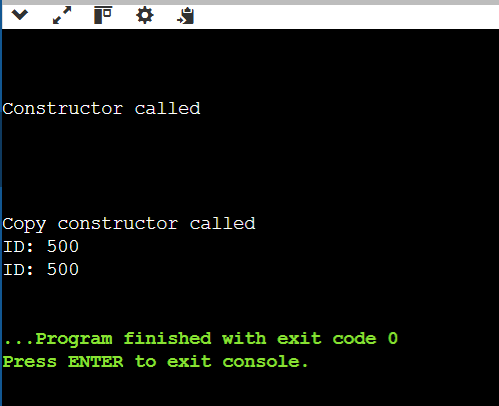 Constructor called
Copy constructor called
ID: 500
ID: 500
...Program finished with exit code 0
Press ENTER to exit console.